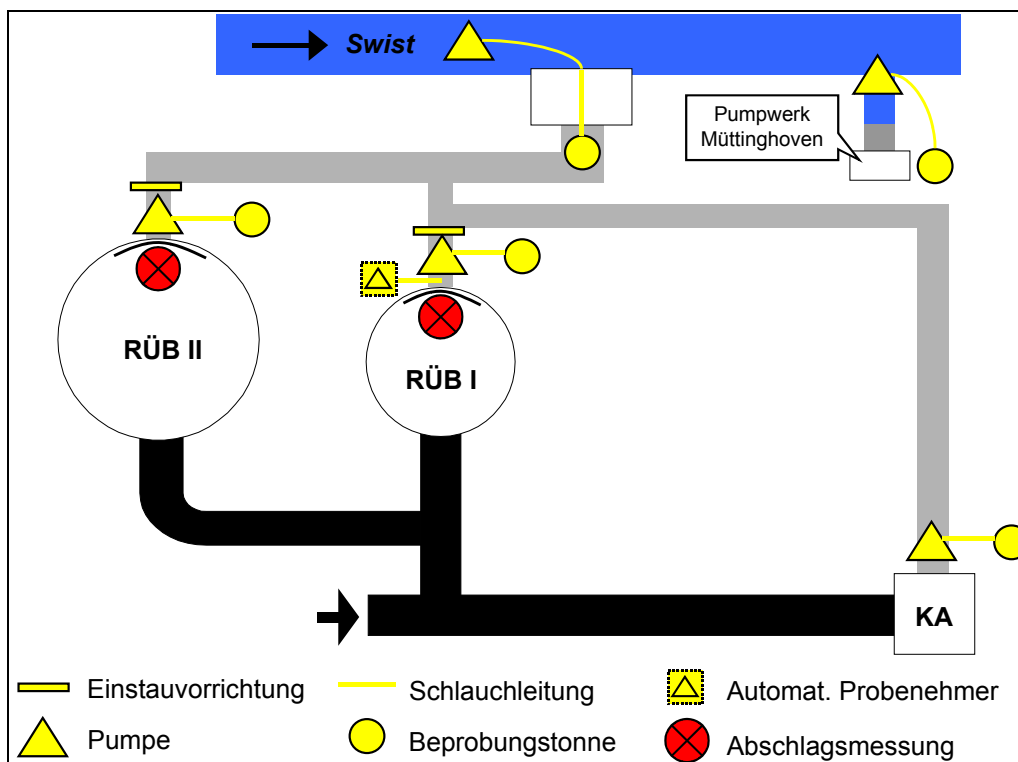 Swist
Pumpwerk
Müttinghoven
RÜB II
RÜB I
KA
Einstauvorrichtung
Schlauchleitung
Automat. Probenehmer
Pumpe
Beprobungstonne
Abschlagsmessung